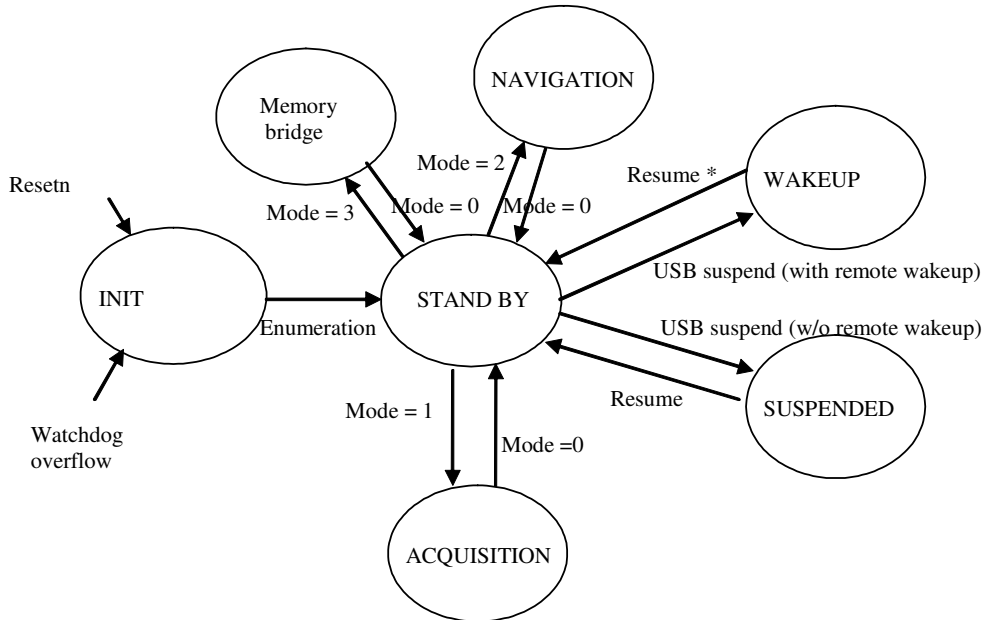 NAVIGATION
Memory
bridge
Mode = 2
Resume *
WAKEUP
Resetn
Mode = 3
Mode = 0
Mode = 0
USB suspend (with remote wakeup)
INIT
STAND BY
Enumeration
USB suspend (w/o remote wakeup)
Mode = 1
Resume
SUSPENDED
Watchdog
overflow
Mode =0
ACQUISITION